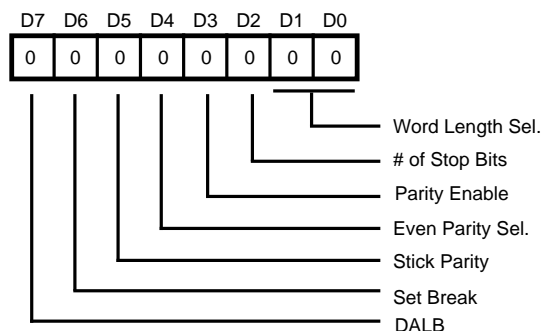 D7 D6 D5 D4 D3 D2 D1 D0
0 0 0 0 0 0 0 0
Word Length Sel.
# of Stop Bits
Parity Enable
Even Parity Sel.
Stick Parity
Set Break
DALB